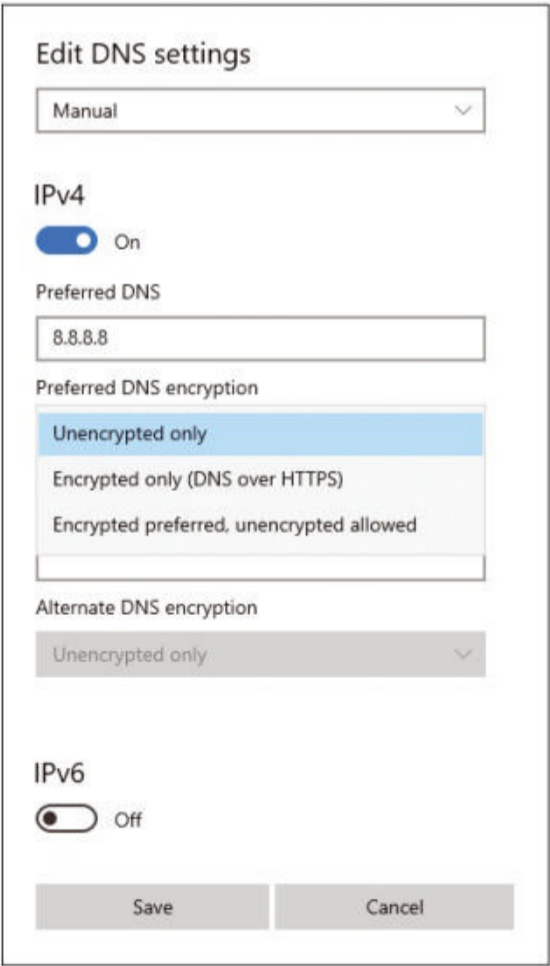 Edit DNS settings
Manual
IPv4
On
Preferred DNS
8.8.8.8
Preferred DNS encryption
Unencrypted only
Encrypted only (DNS over HTTPS)
Encrypted preferred, unencrypted allowed
Alternate DNS encryption
Unencrypted only
IPv6
Off
Save
Cancel